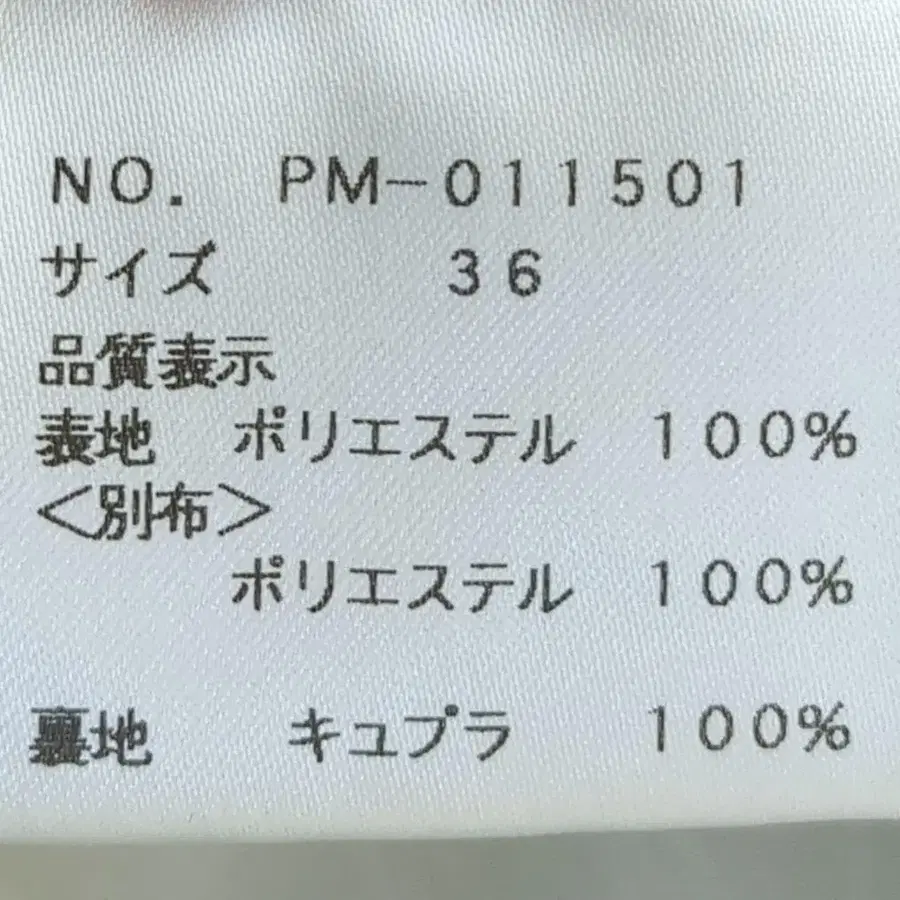 NO. PM-011501
サイズ 36
品質表示
表地 ポリエステル 100%
<別布>
ポリエステル 100%
裏地 キュプラ 100%